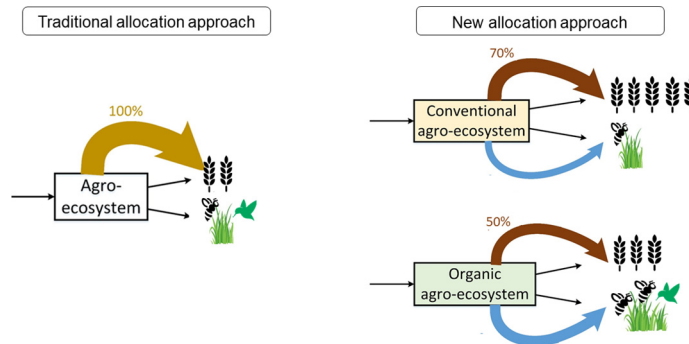 Traditional allocation approach
New allocation approach
100%
Agro-
ecosystem
70%
Conventional
agro-ecosystem
50%
Organic
agro-ecosystem